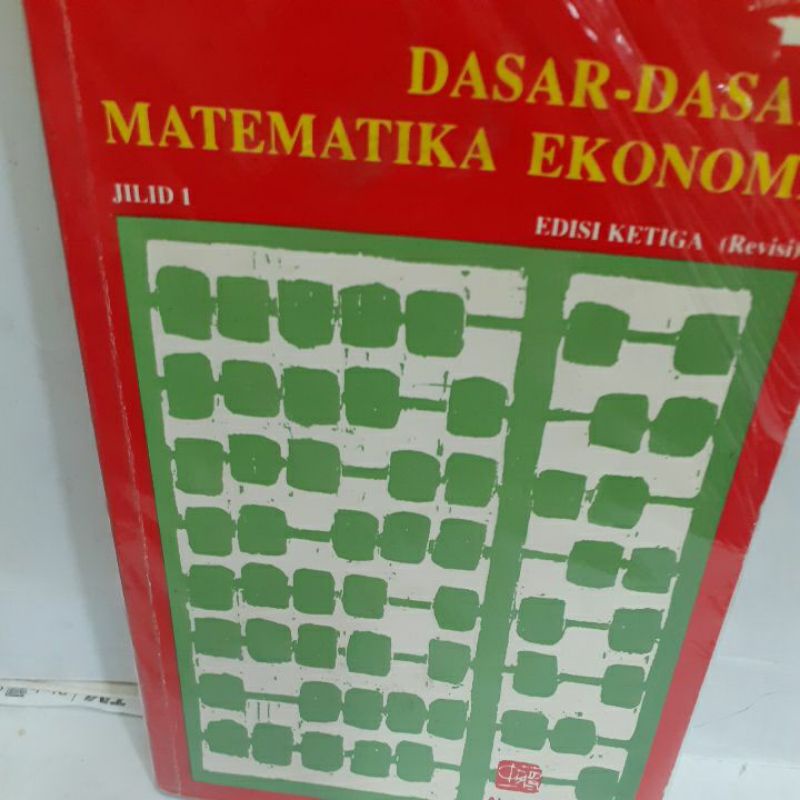 DASAR-DASA
MATEMATIKA EKONOM
JILID 1
EDISI KETIGA (Revisi)